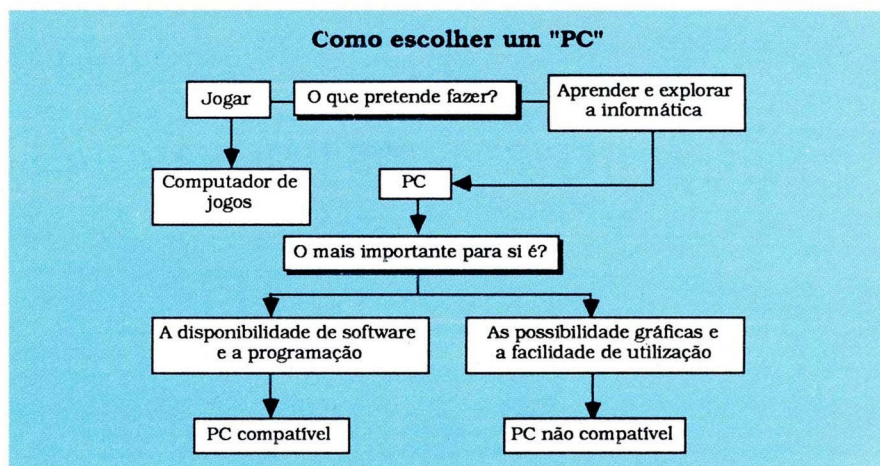 Como escolher um "PC"
Jogar
O que pretende fazer?
Aprender e explorar
a informática
Computador de
jogos
PC
O mais importante para si é?
A disponibilidade de software
e a programação
As possibilidade gráficas e
a facilidade de utilização
PC compatível
PC não compatível